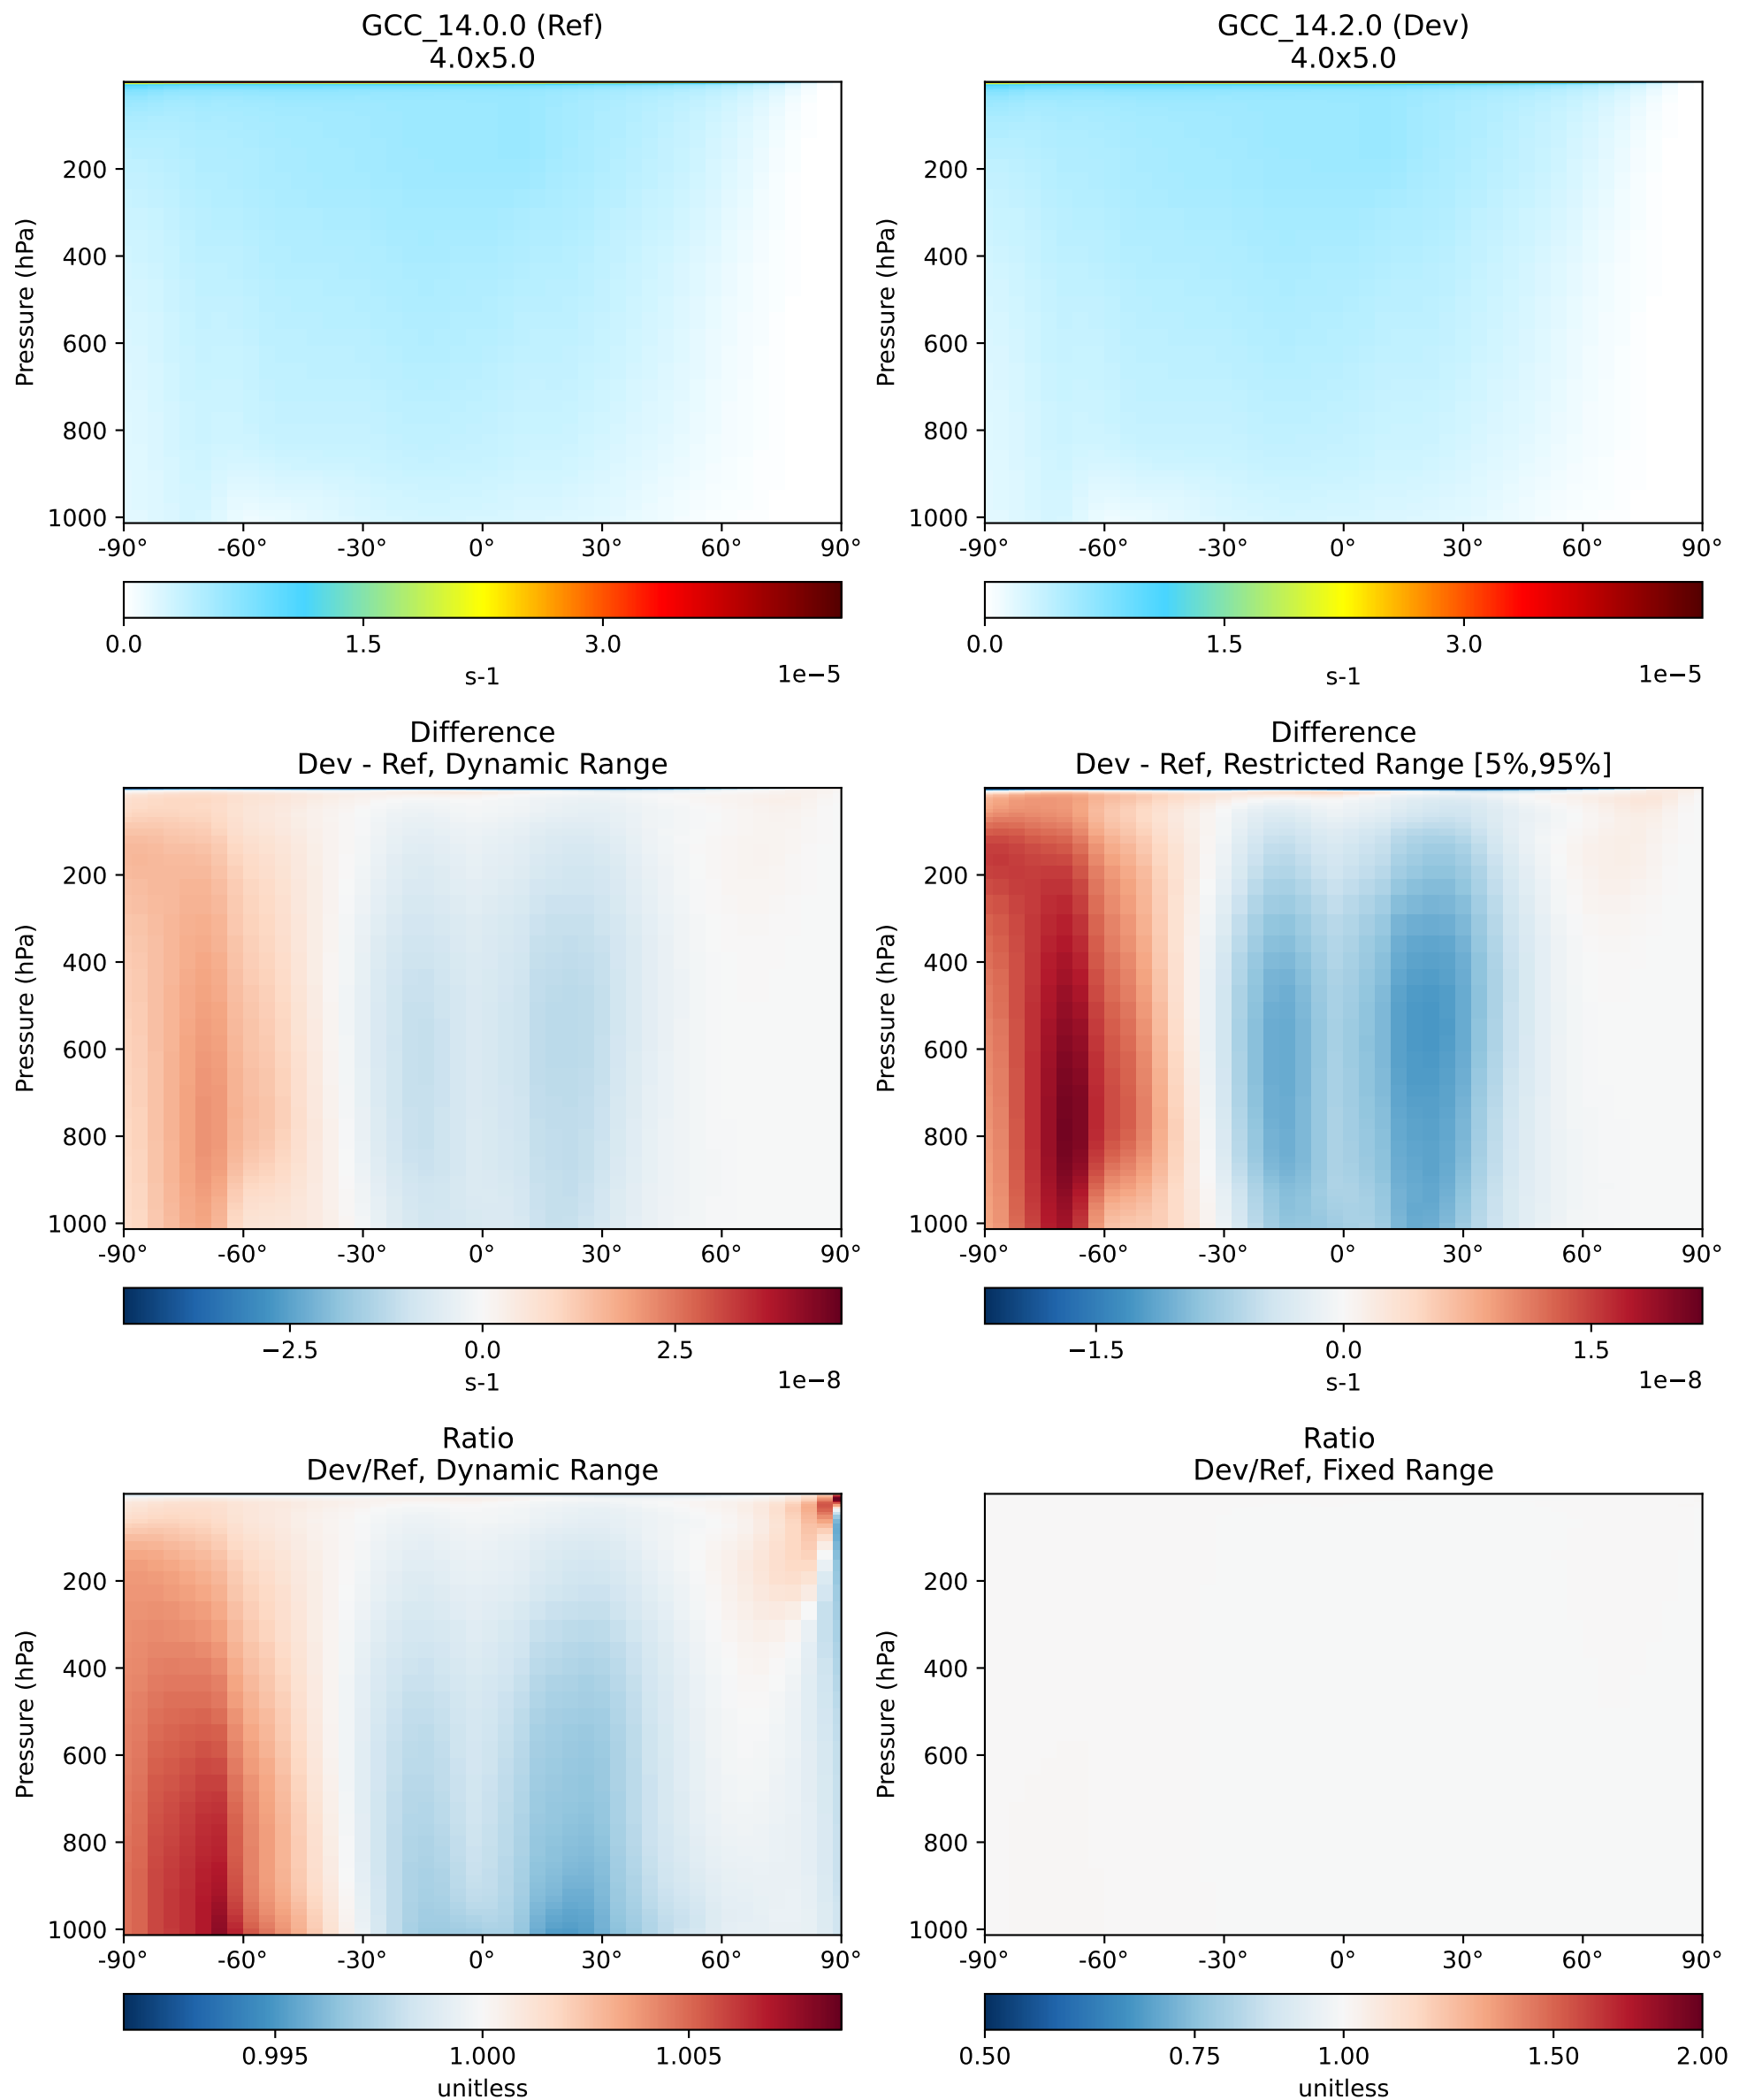 GCC_14.0.0 (Ref)
4.0x5.0
Pressure (hPa)
200
400
600
800
1000
-90° -60° -30° 0° 30° 60° 90°
0.0 1.5 3.0
s-1
1e−5
GCC_14.2.0 (Dev)
4.0x5.0
Pressure (hPa)
200
400
600
800
1000
-90° -60° -30° 0° 30° 60° 90°
0.0 1.5 3.0
s-1
1e−5
Difference
Dev - Ref, Dynamic Range
Pressure (hPa)
200
400
600
800
1000
-90° -60° -30° 0° 30° 60° 90°
−2.5 0.0 2.5
s-1
1e−8
Difference
Dev - Ref, Restricted Range [5%,95%]
Pressure (hPa)
200
400
600
800
1000
-90° -60° -30° 0° 30° 60° 90°
−1.5 0.0 1.5
s-1
1e−8
Ratio
Dev/Ref, Dynamic Range
Pressure (hPa)
200
400
600
800
1000
-90° -60° -30° 0° 30° 60° 90°
0.995 1.000 1.005
unitless
Ratio
Dev/Ref, Fixed Range
Pressure (hPa)
200
400
600
800
1000
-90° -60° -30° 0° 30° 60° 90°
0.50 0.75 1.00 1.50 2.00
unitless